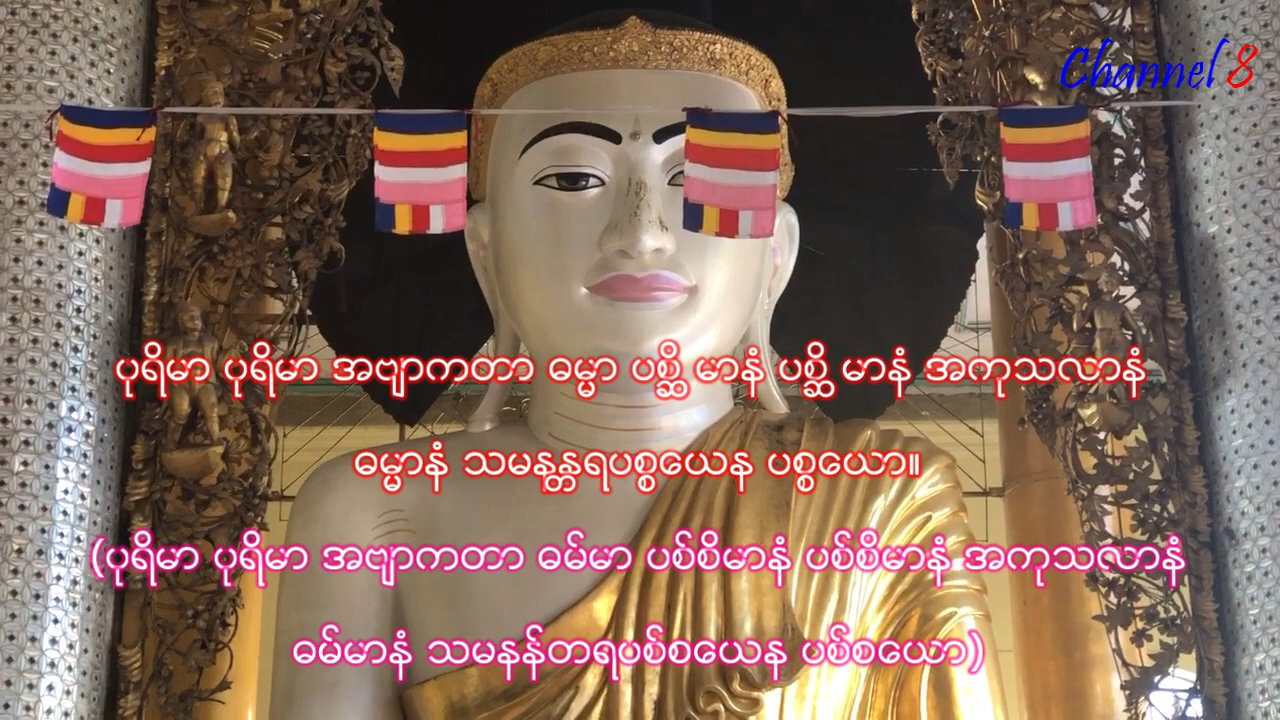 Channel 8
ပုရိမာ ပုရိမာ အဗျာကတာ ဓမ္မာ ပစ္ဆိ မာနံ ပစ္ဆိ မာနံ အကုသလာနံ
ဓမ္မာနံ သမနန္တရပစ္စယေန ပစ္စယော။
(ပုရိမာ ပုရိမာ အဗျာကတာ ဓမ်မာ ပစ်စိမာနံ ပစ်စိမာနံ အကုသလာနံ
ဓမ်မာနံ သမနန်တရပစ်စယေန ပစ်စယော)